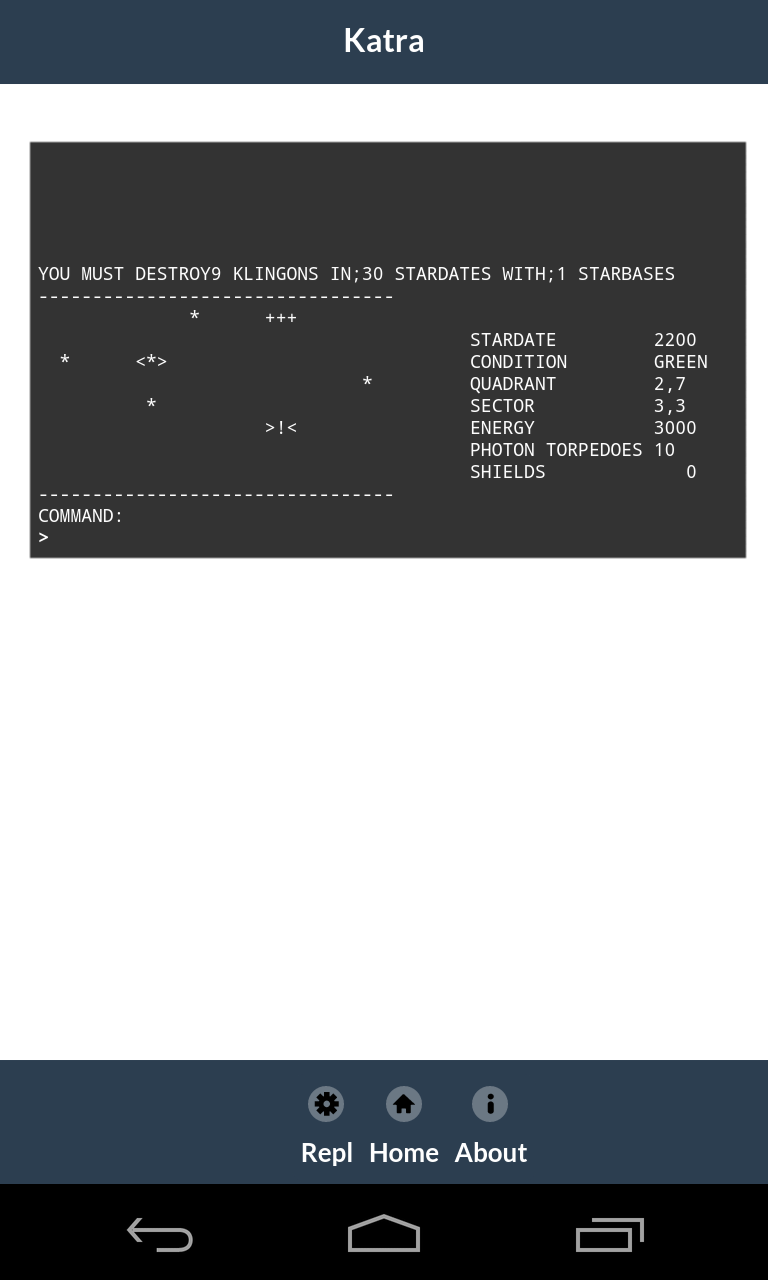 Katra
YOU MUST DESTROY9 KLINGONS IN;30 STARDATES WITH;1 STARBASES
---------------------------------
              *      +++
                                        STARDATE         2200
  *      <*>                            CONDITION        GREEN
                              *         QUADRANT         2,7
          *                             SECTOR           3,3
                     >!<                ENERGY           3000
                                        PHOTON TORPEDOES 10
                                        SHIELDS             0
---------------------------------
COMMAND:
>
Repl Home About